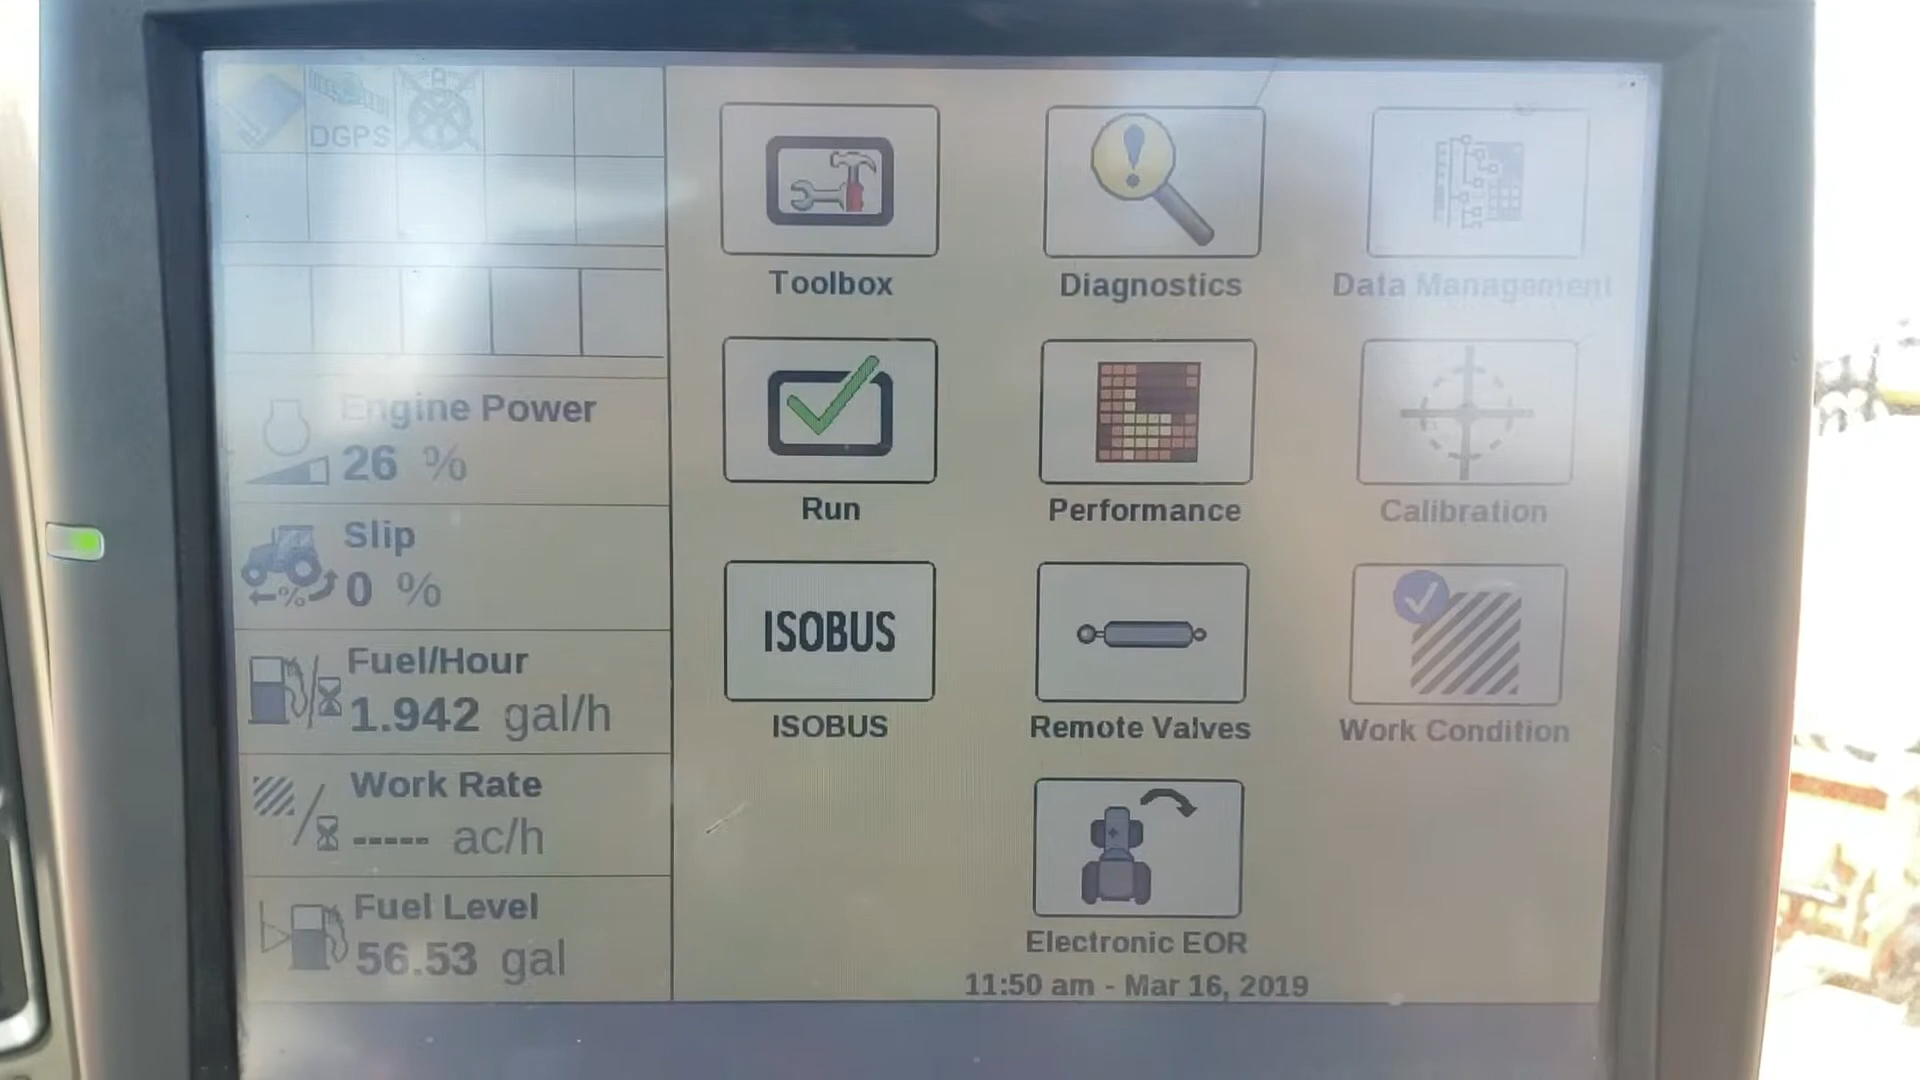 DGPS
Engine Power
26 %
Slip
0 %
Fuel/Hour
1.942 gal/h
Work Rate
----- ac/h
Fuel Level
56.53 gal
Toolbox
Diagnostics
Data Management
Run
Performance
Calibration
ISOBUS
ISOBUS
Remote Valves
Work Condition
Electronic EOR
11:50 am - Mar 16, 2019